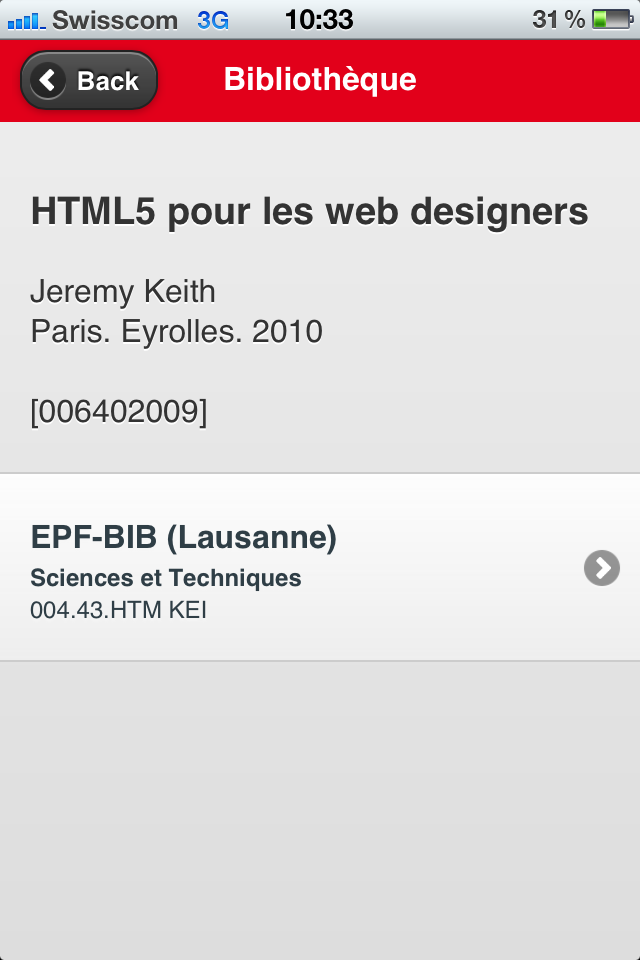 Swisscom 3G 10:33 31 %
Back Bibliothèque
HTML5 pour les web designers
Jeremy Keith
Paris. Eyrolles. 2010
[006402009]
EPF-BIB (Lausanne)
Sciences et Techniques
004.43.HTM KEI